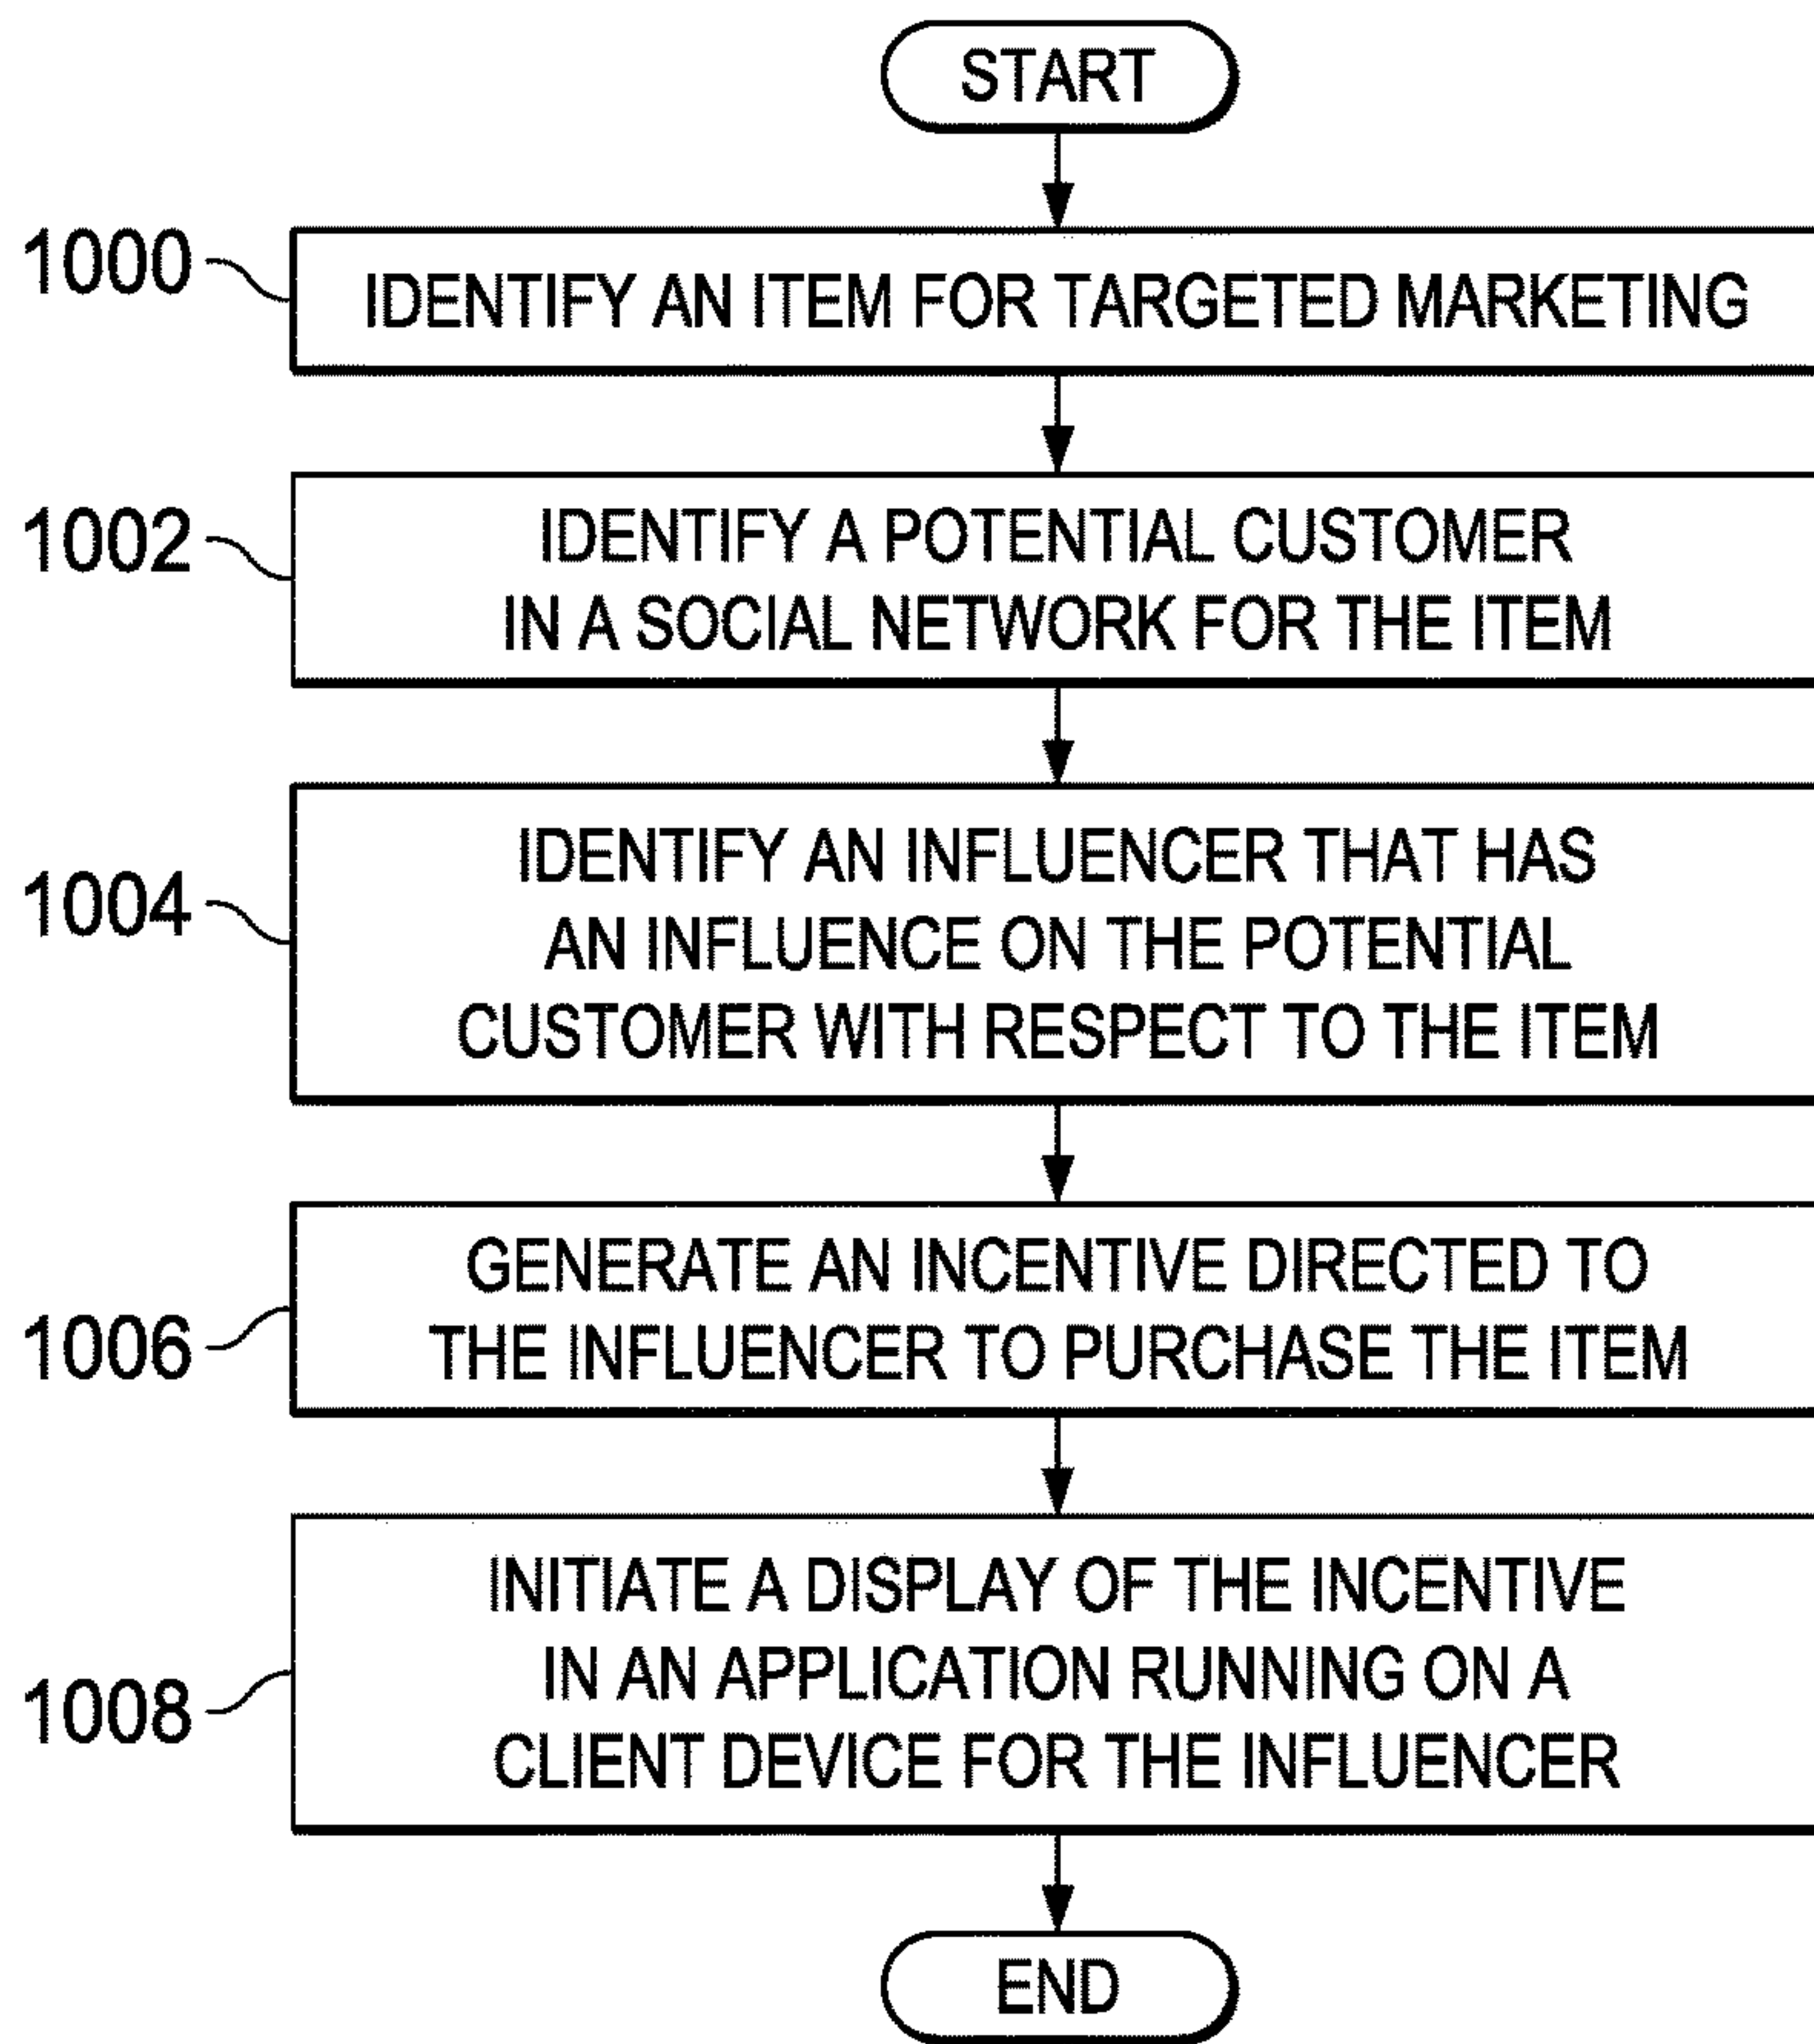 START
1000
IDENTIFY AN ITEM FOR TARGETED MARKETING
1002
IDENTIFY A POTENTIAL CUSTOMER
IN A SOCIAL NETWORK FOR THE ITEM
1004
IDENTIFY AN INFLUENCER THAT HAS
AN INFLUENCE ON THE POTENTIAL
CUSTOMER WITH RESPECT TO THE ITEM
1006
GENERATE AN INCENTIVE DIRECTED TO
THE INFLUENCER TO PURCHASE THE ITEM
1008
INITIATE A DISPLAY OF THE INCENTIVE
IN AN APPLICATION RUNNING ON A
CLIENT DEVICE FOR THE INFLUENCER
END